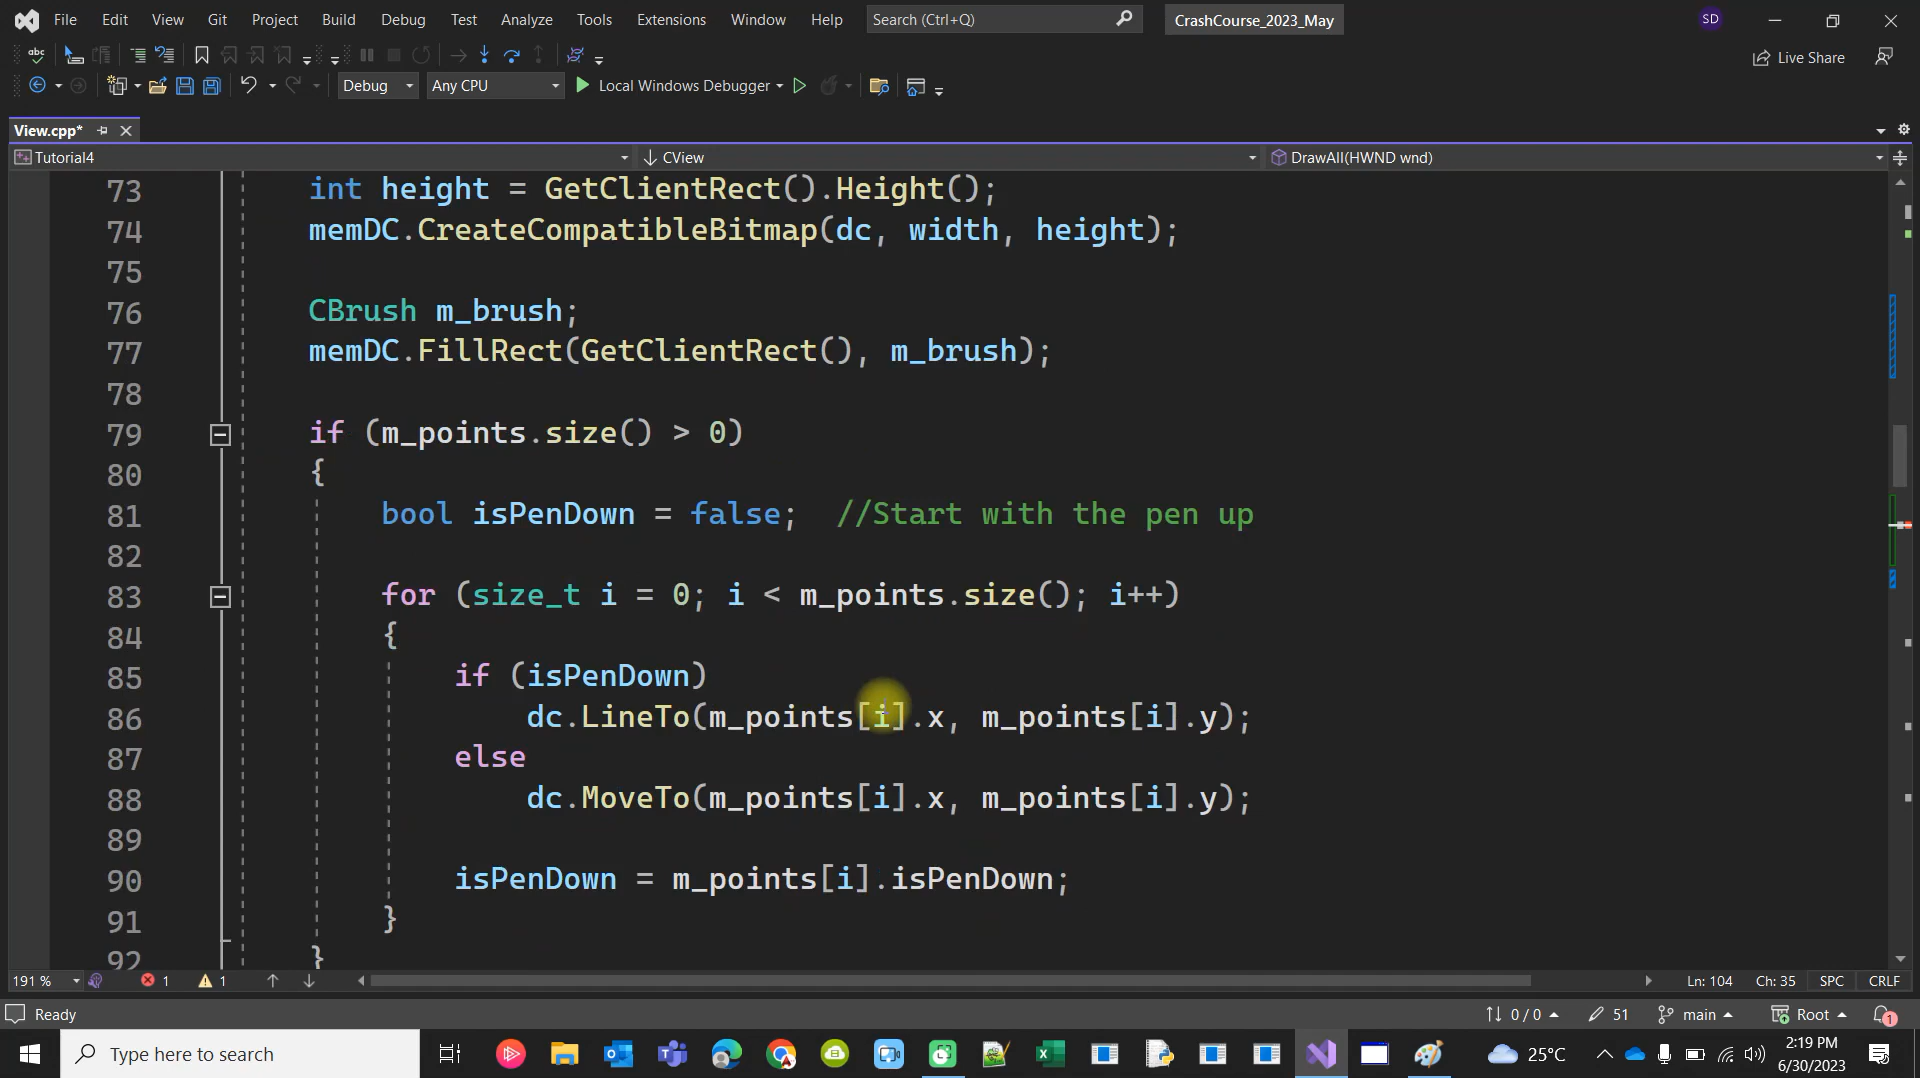 File Edit View Git Project Build Debug Test Analyze Tools Extensions Window Help Search (Ctrl+Q) CrashCourse_2023_May SD
abc Live Share
Debug Any CPU Local Windows Debugger
View.cpp*
Tutorial4 CView DrawAll(HWND wnd)
73 int height = GetClientRect().Height();
74 memDC.CreateCompatibleBitmap(dc, width, height);
75
76 CBrush m_brush;
77 memDC.FillRect(GetClientRect(), m_brush);
78
79 if (m_points.size() > 0)
80 {
81 bool isPenDown = false; //Start with the pen up
82
83 for (size_t i = 0; i < m_points.size(); i++)
84 {
85 if (isPenDown)
86 dc.LineTo(m_points[i].x, m_points[i].y);
87 else
88 dc.MoveTo(m_points[i].x, m_points[i].y);
89
90 isPenDown = m_points[i].isPenDown;
91 }
92 }
191 % 1 1 Ln: 104 Ch: 35 SPC CRLF
Ready 0 / 0 51 main Root 1
Type here to search 25°C 2:19 PM
6/30/2023